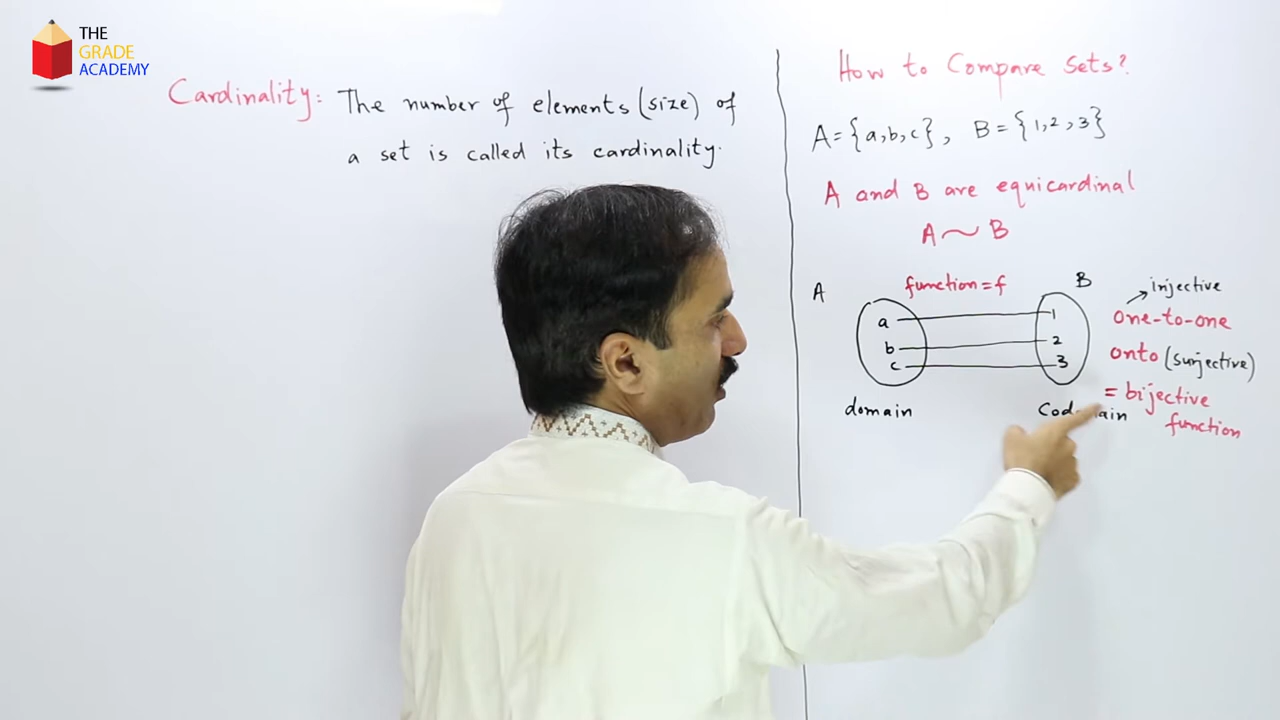 THE
GRADE
ACADEMY
Cardinality: The number of elements (size) of
a set is called its cardinality.
How to Compare Sets?
A={a,b,c}, B={1,2,3}
A and B are equicardinal
A ~ B
A function=f B
a 1
b 2
c 3
domain
injective
one-to-one
onto (surjective)
= bijective
function